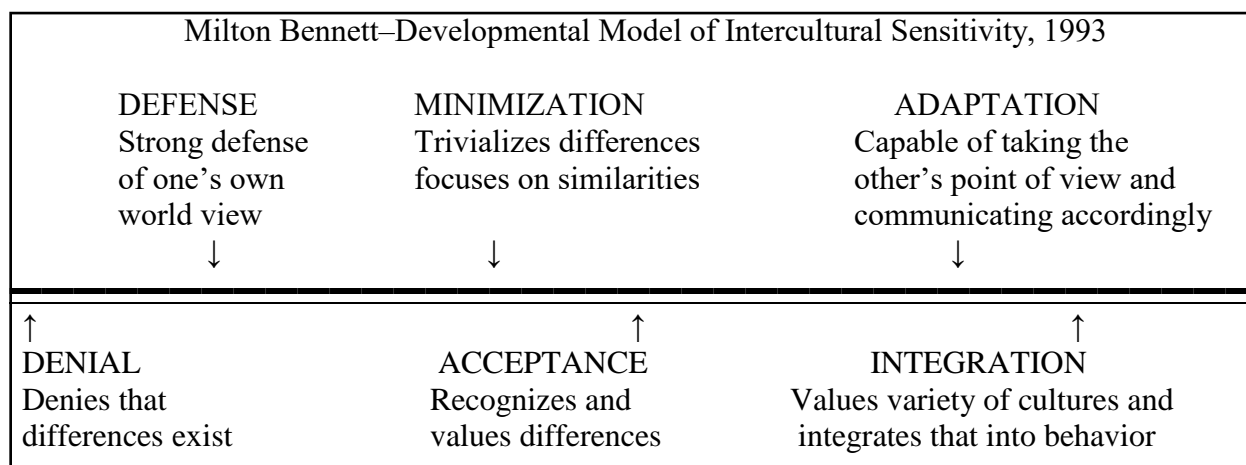 Milton Bennett–Developmental Model of Intercultural Sensitivity, 1993
DEFENSE
Strong defense
of one’s own
world view
↓
MINIMIZATION
Trivializes differences
focuses on similarities
↓
ADAPTATION
Capable of taking the
other’s point of view and
communicating accordingly
↓
↑
DENIAL
Denies that
differences exist
↑
ACCEPTANCE
Recognizes and
values differences
↑
INTEGRATION
Values variety of cultures and
integrates that into behavior